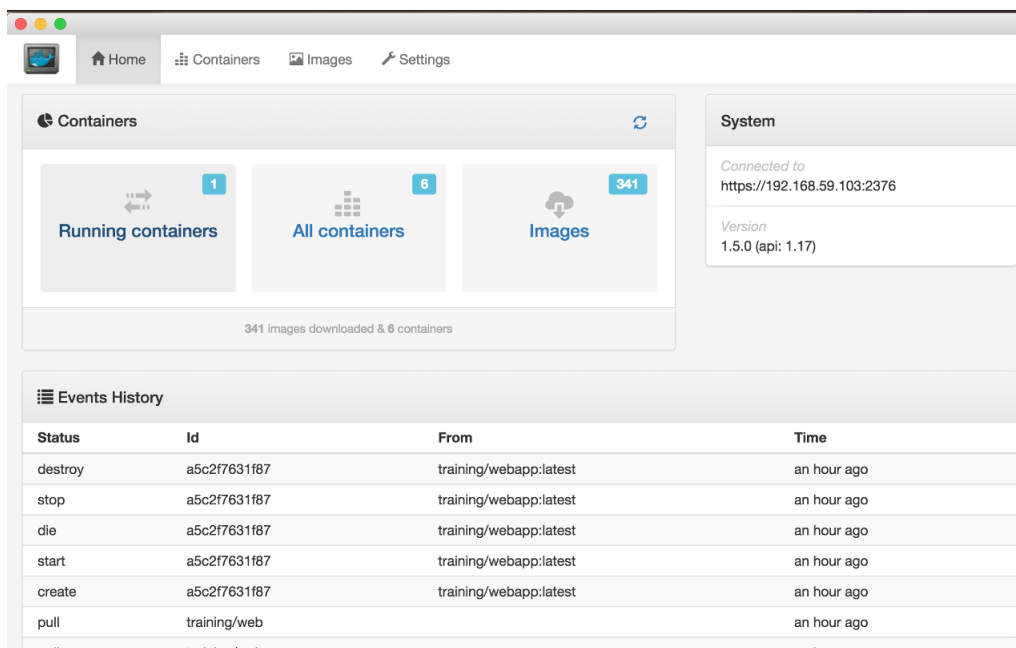 Home Containers Images Settings
Containers
1
Running containers
6
All containers
341
Images
341 images downloaded & 6 containers
System
Connected to
https://192.168.59.103:2376
Version
1.5.0 (api: 1.17)
Events History
Status Id From Time
destroy a5c2f7631f87 training/webapp:latest an hour ago
stop a5c2f7631f87 training/webapp:latest an hour ago
die a5c2f7631f87 training/webapp:latest an hour ago
start a5c2f7631f87 training/webapp:latest an hour ago
create a5c2f7631f87 training/webapp:latest an hour ago
pull training/web an hour ago